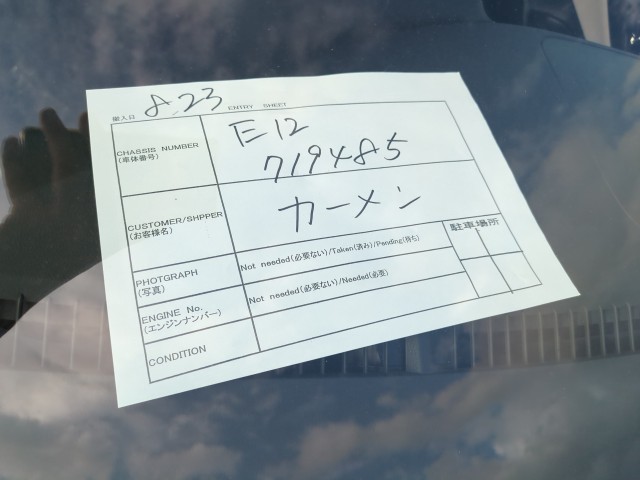 搬入日 8.23 ENTRY SHEET
CHASSIS NUMBER
(車体番号)
E12
719485
CUSTOMER/SHPPER
(お客様名)
カーメン
PHOTGRAPH
(写真)
Not needed(必要ない)/Taken(済み)/Pending(待ち)
駐車場所
ENGINE No.
(エンジンナンバー)
Not needed(必要ない)/Needed(必要)
CONDITION